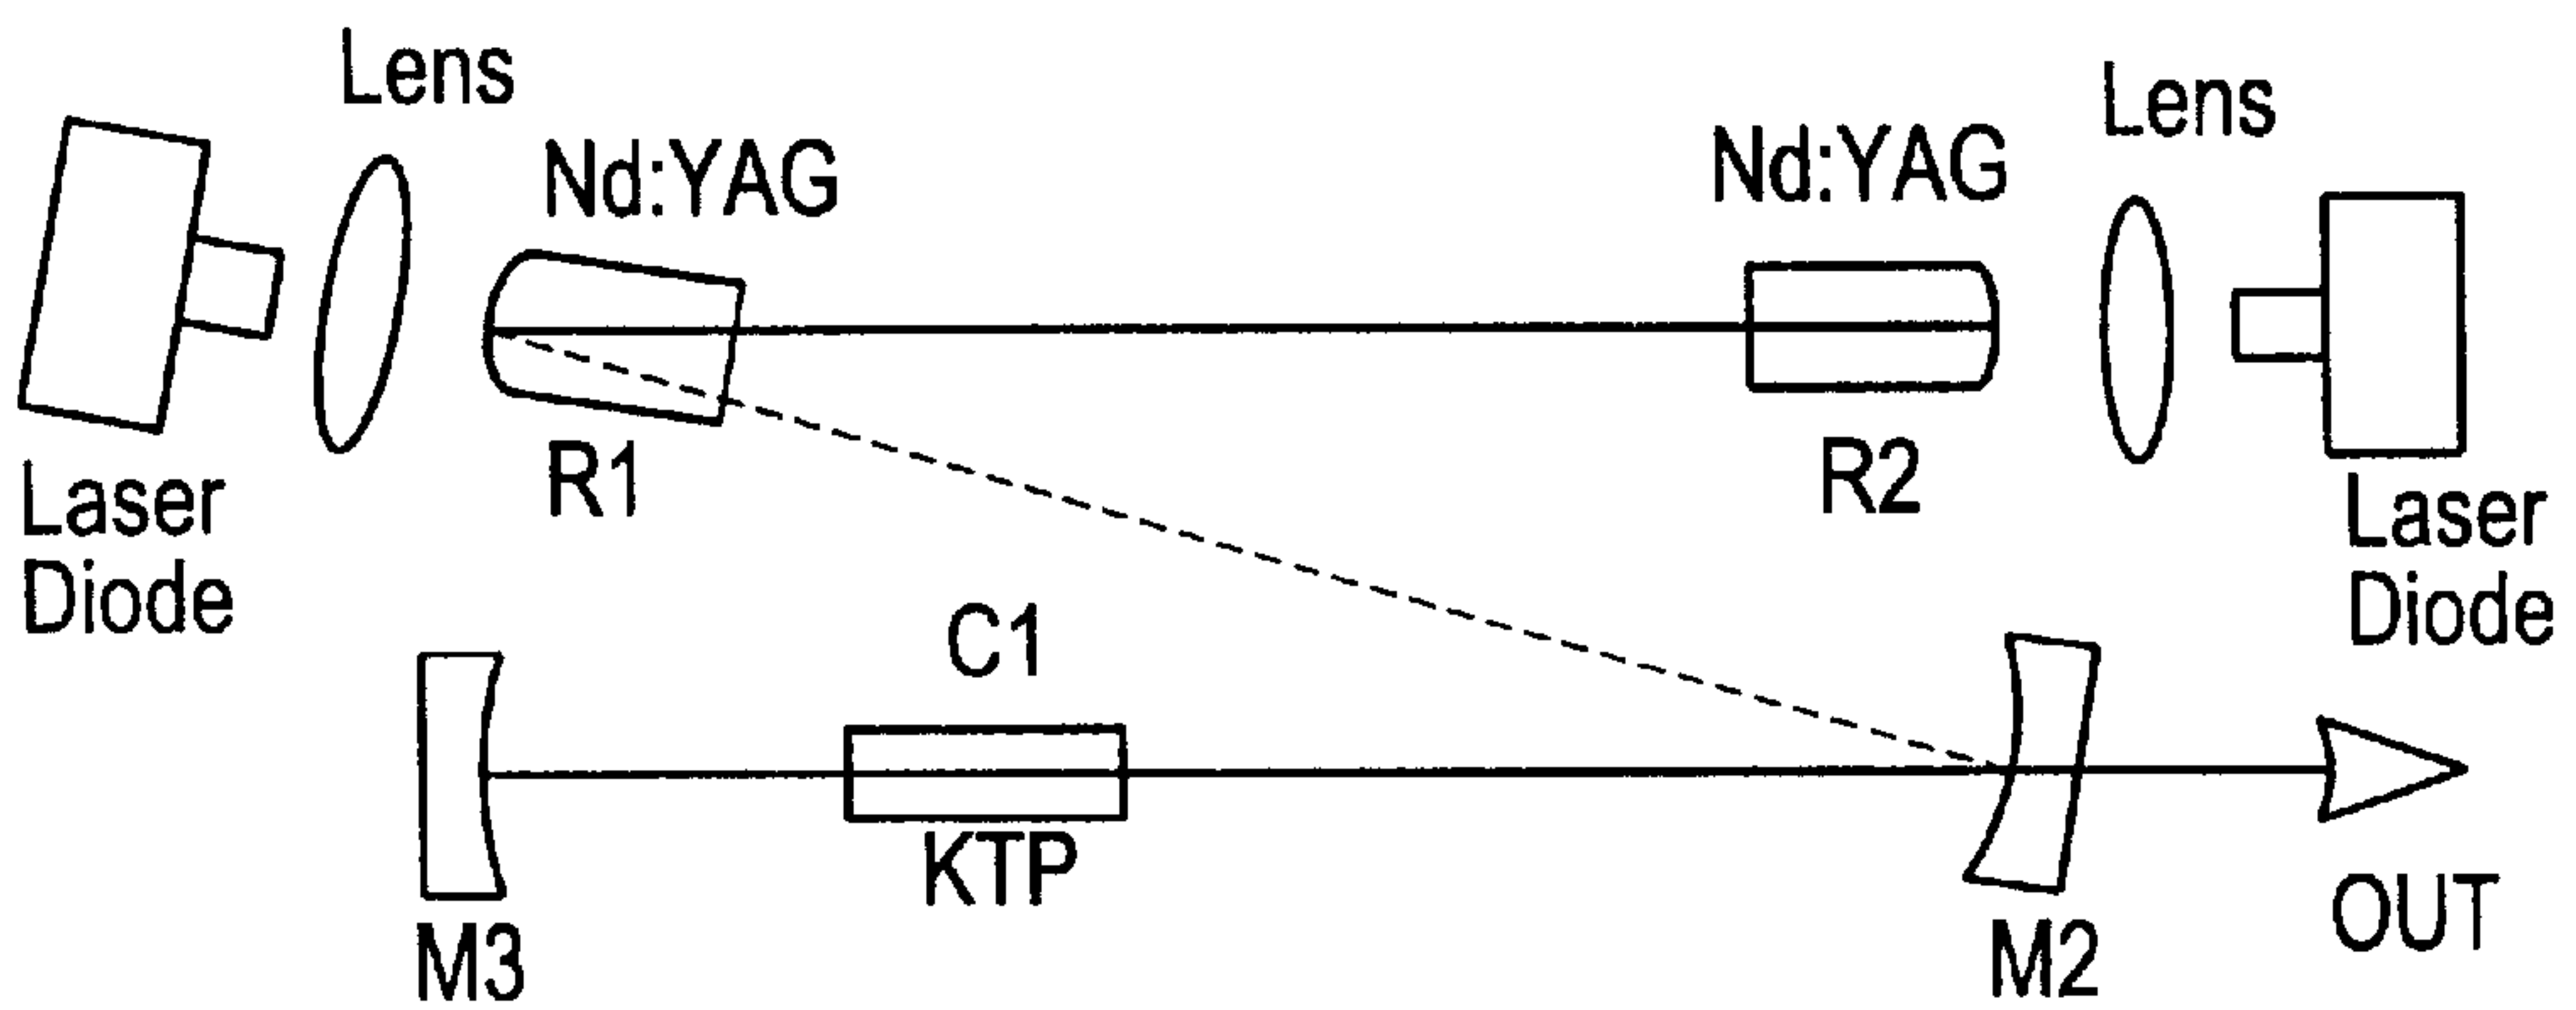 Lens
Lens
Nd:YAG
Nd:YAG
R1
R2
Laser
Diode
Laser
Diode
C1
KTP
M3
M2
OUT